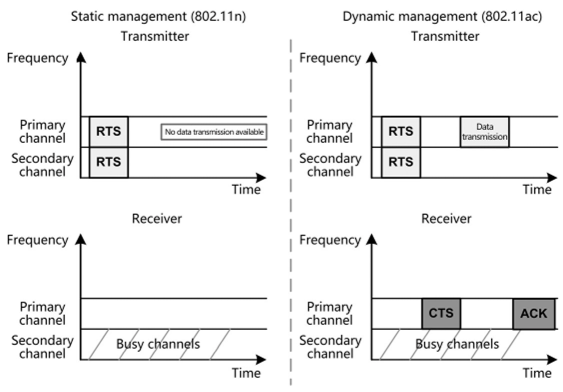 Static management (802.11n)
Transmitter
Frequency
Primary
channel
RTS
No data transmission available
Secondary
channel
RTS
Time
Receiver
Frequency
Primary
channel
Secondary
channel
Busy channels
Time
Dynamic management (802.11ac)
Transmitter
Frequency
Primary
channel
RTS
Data
transmission
Secondary
channel
RTS
Time
Receiver
Frequency
Primary
channel
CTS
ACK
Secondary
channel
Busy channels
Time